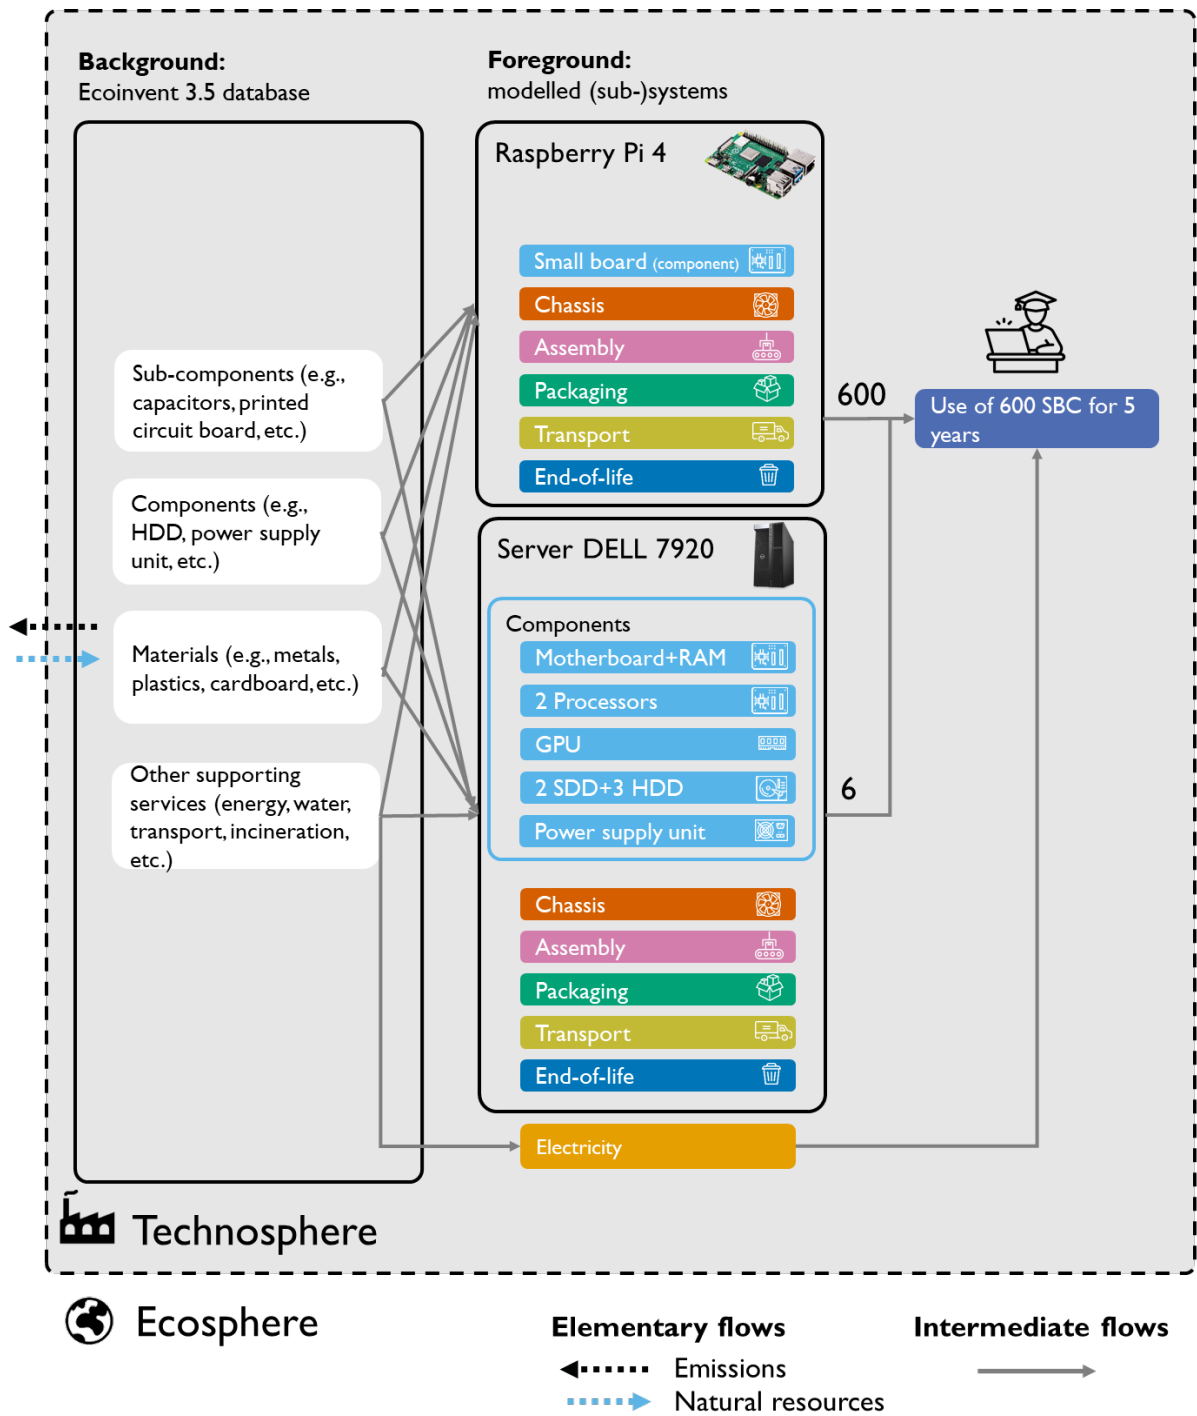 Background:
Ecoinvent 3.5 database
Foreground:
modelled (sub-)systems
Raspberry Pi 4
Small board (component)
Chassis
Assembly
Packaging
Transport
End-of-life
Sub-components (e.g.,
capacitors, printed
circuit board, etc.)
Components (e.g.,
HDD, power supply
unit, etc.)
Materials (e.g., metals,
plastics, cardboard, etc.)
Other supporting
services (energy, water,
transport, incineration,
etc.)
600
Use of 600 SBC for 5
years
Server DELL 7920
Components
Motherboard+RAM
2 Processors
GPU
2 SDD+3 HDD
Power supply unit
6
Chassis
Assembly
Packaging
Transport
End-of-life
Electricity
Technosphere
Ecosphere
Elementary flows
Emissions
Natural resources
Intermediate flows